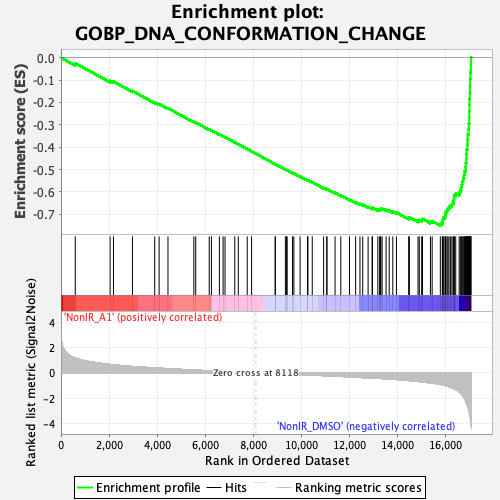 Enrichment plot:
GOBP_DNA_CONFORMATION_CHANGE
Enrichment score (ES)
0.0
-0.1
-0.2
-0.3
-0.4
-0.5
-0.6
-0.7
'NonIR_A1' (positively correlated)
Ranked list metric (Signal2Noise)
4
2
0
-2
-4
Zero cross at 8118
'NonIR_DMSO' (negatively correlated)
0
2,000
4,000
6,000
8,000
10,000
12,000
14,000
16,000
Rank in Ordered Dataset
Enrichment profile
Hits
Ranking metric scores